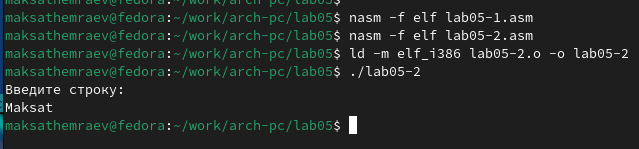 maksathemraev@fedora:~/work/arch-pc/lab05$ nasm -f elf lab05-1.asm
maksathemraev@fedora:~/work/arch-pc/lab05$ nasm -f elf lab05-2.asm
maksathemraev@fedora:~/work/arch-pc/lab05$ ld -m elf_i386 lab05-2.o -o lab05-2
maksathemraev@fedora:~/work/arch-pc/lab05$ ./lab05-2
Введите строку:
Maksat
maksathemraev@fedora:~/work/arch-pc/lab05$